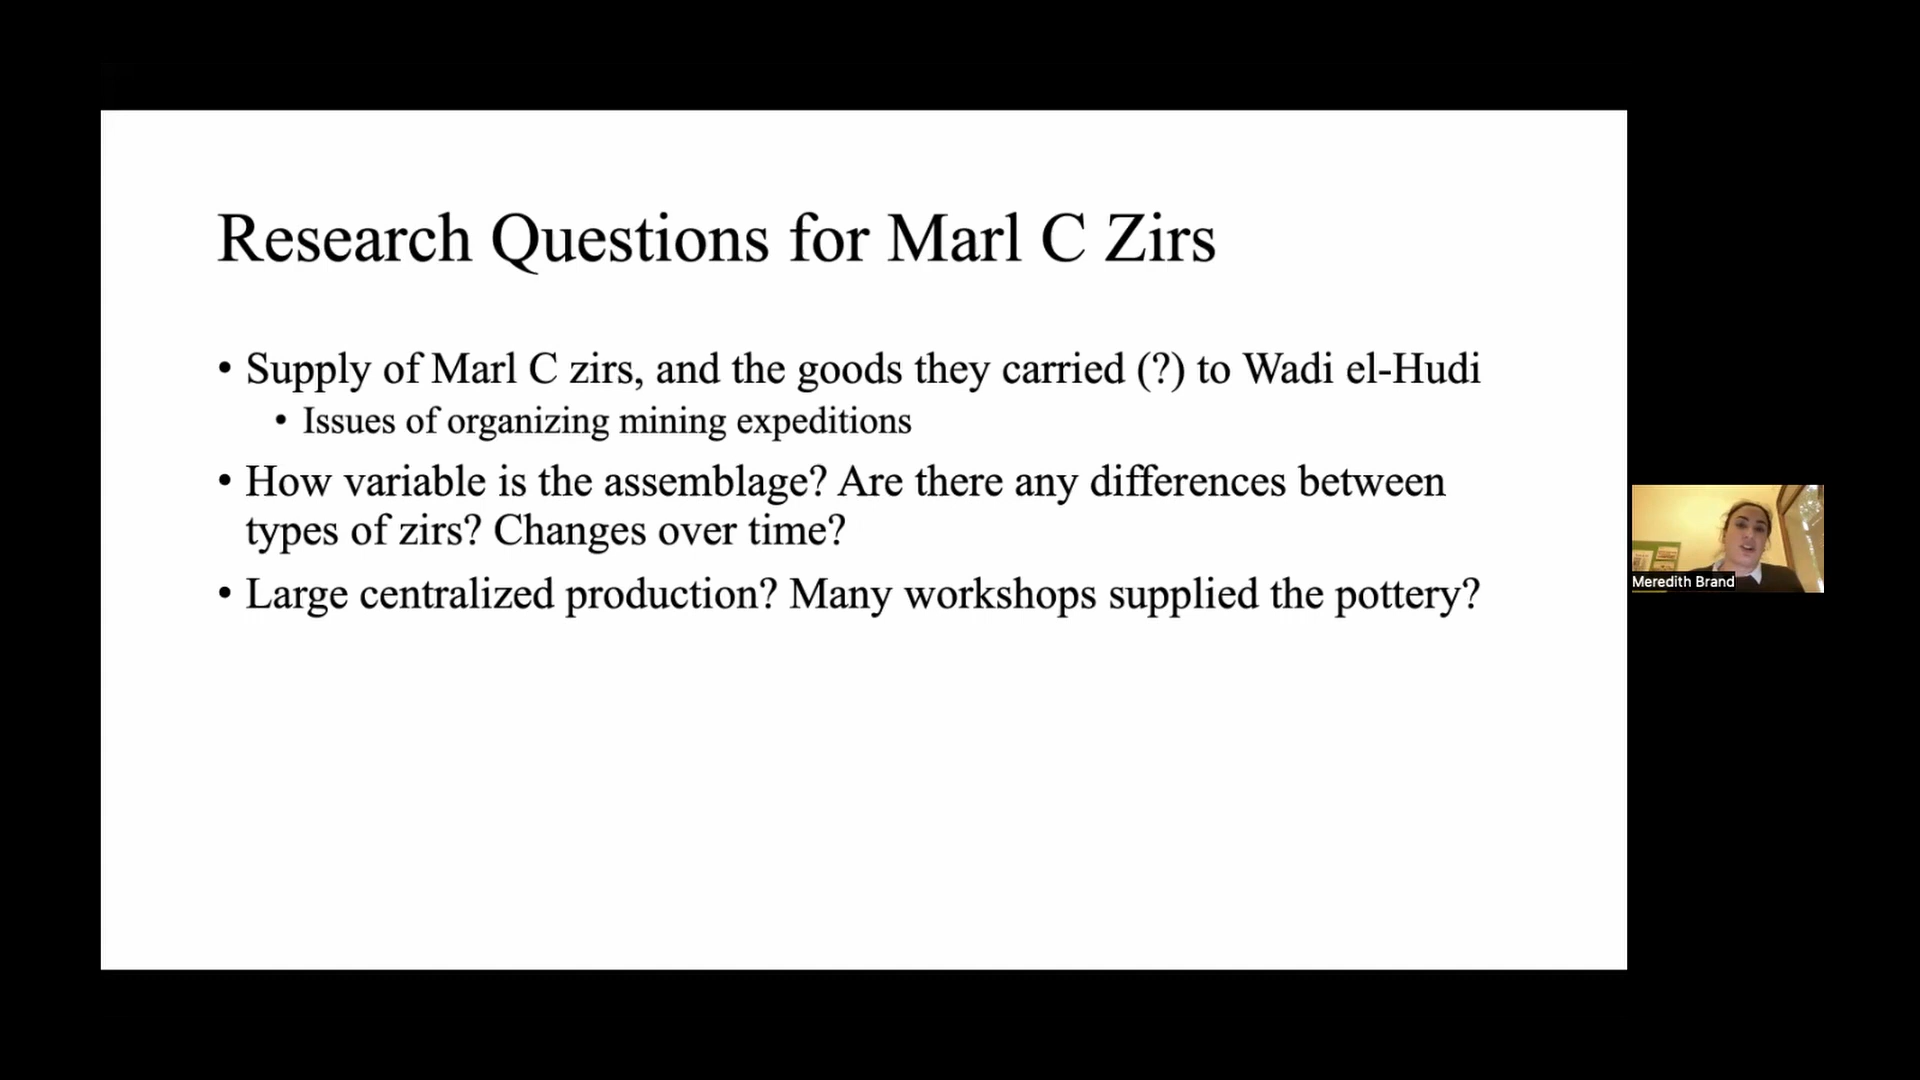 Research Questions for Marl C Zirs
• Supply of Marl C zirs, and the goods they carried (?) to Wadi el-Hudi
• Issues of organizing mining expeditions
• How variable is the assemblage? Are there any differences between
types of zirs? Changes over time?
• Large centralized production? Many workshops supplied the pottery?
Meredith Brand